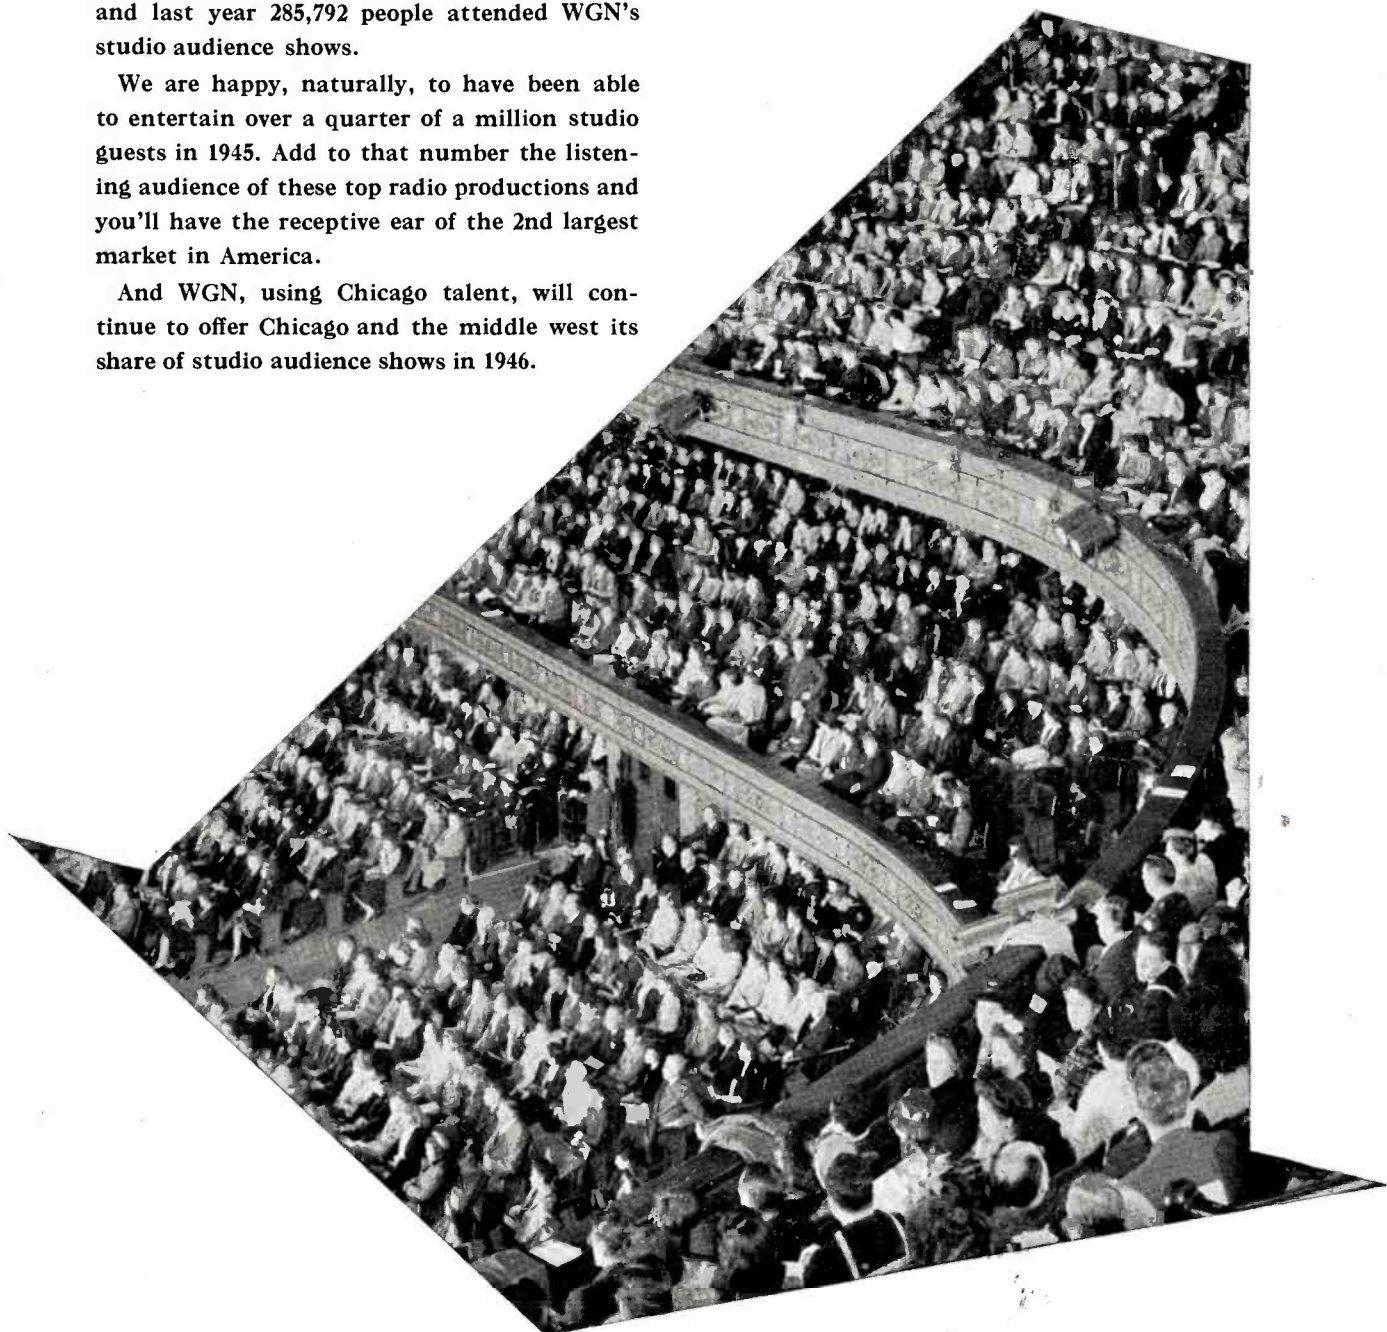 and last year 285,792 people attended WGN's
studio audience shows.
We are happy, naturally, to have been able
to entertain over a quarter of a million studio
guests in 1945. Add to that number the listen-
ing audience of these top radio productions and
you'll have the receptive ear of the 2nd largest
market in America.
And WGN, using Chicago talent, will con-
tinue to offer Chicago and the middle west its
share of studio audience shows in 1946.